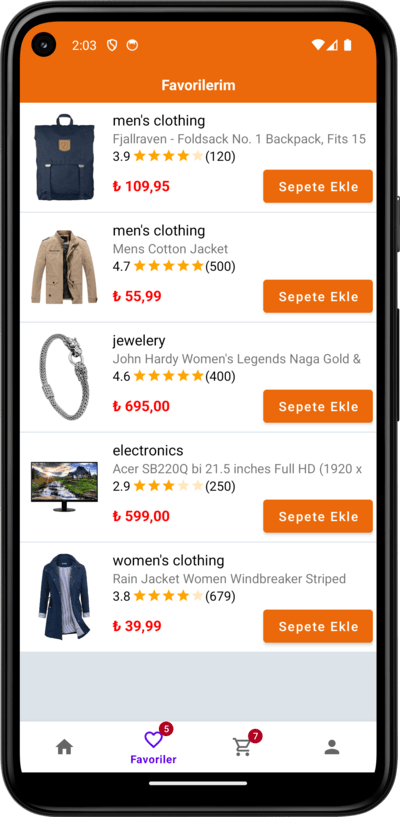 2:03
Favorilerim
men's clothing
Fjallraven - Foldsack No. 1 Backpack, Fits 15
3.9 (120)
₺ 109,95
Sepete Ekle
men's clothing
Mens Cotton Jacket
4.7 (500)
₺ 55,99
Sepete Ekle
jewelery
John Hardy Women's Legends Naga Gold &
4.6 (400)
₺ 695,00
Sepete Ekle
electronics
Acer SB220Q bi 21.5 inches Full HD (1920 x
2.9 (250)
₺ 599,00
Sepete Ekle
women's clothing
Rain Jacket Women Windbreaker Striped
3.8 (679)
₺ 39,99
Sepete Ekle
5
7
Favoriler